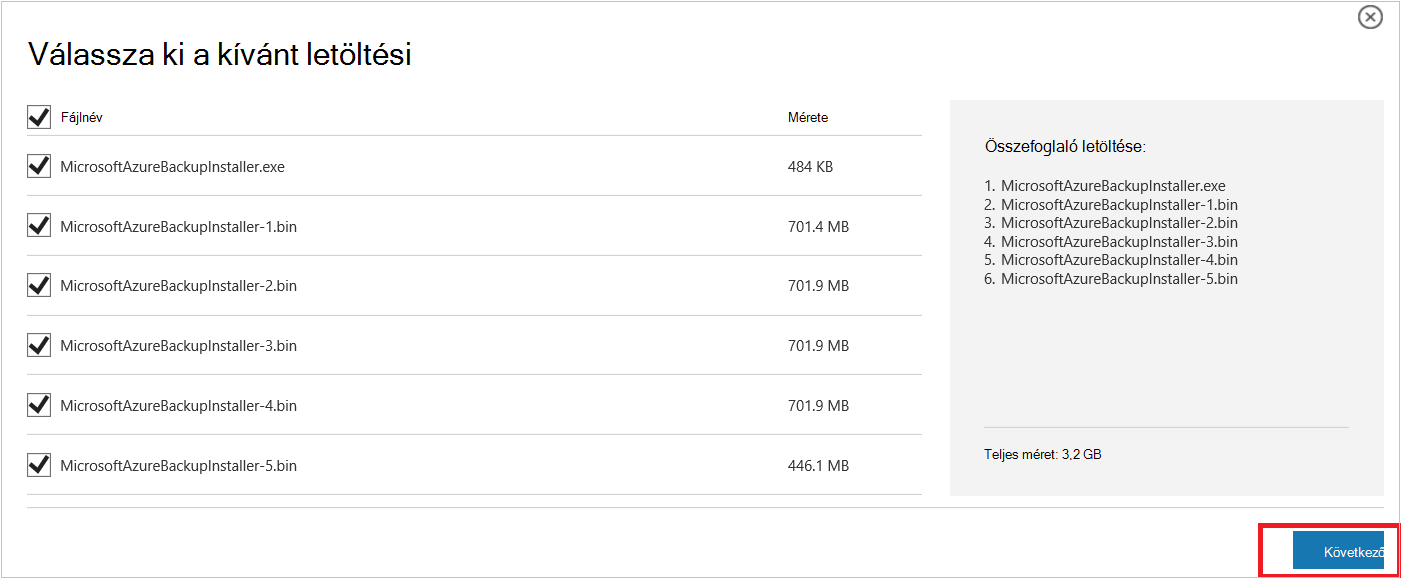 Válassza ki a kívánt letöltési
Fájlnév Mérete
MicrosoftAzureBackupInstaller.exe 484 KB
MicrosoftAzureBackupInstaller-1.bin 701.4 MB
MicrosoftAzureBackupInstaller-2.bin 701.9 MB
MicrosoftAzureBackupInstaller-3.bin 701.9 MB
MicrosoftAzureBackupInstaller-4.bin 701.9 MB
MicrosoftAzureBackupInstaller-5.bin 446.1 MB
Összefoglaló letöltése:
1. MicrosoftAzureBackupInstaller.exe
2. MicrosoftAzureBackupInstaller-1.bin
3. MicrosoftAzureBackupInstaller-2.bin
4. MicrosoftAzureBackupInstaller-3.bin
5. MicrosoftAzureBackupInstaller-4.bin
6. MicrosoftAzureBackupInstaller-5.bin
Teljes méret: 3,2 GB
Következő